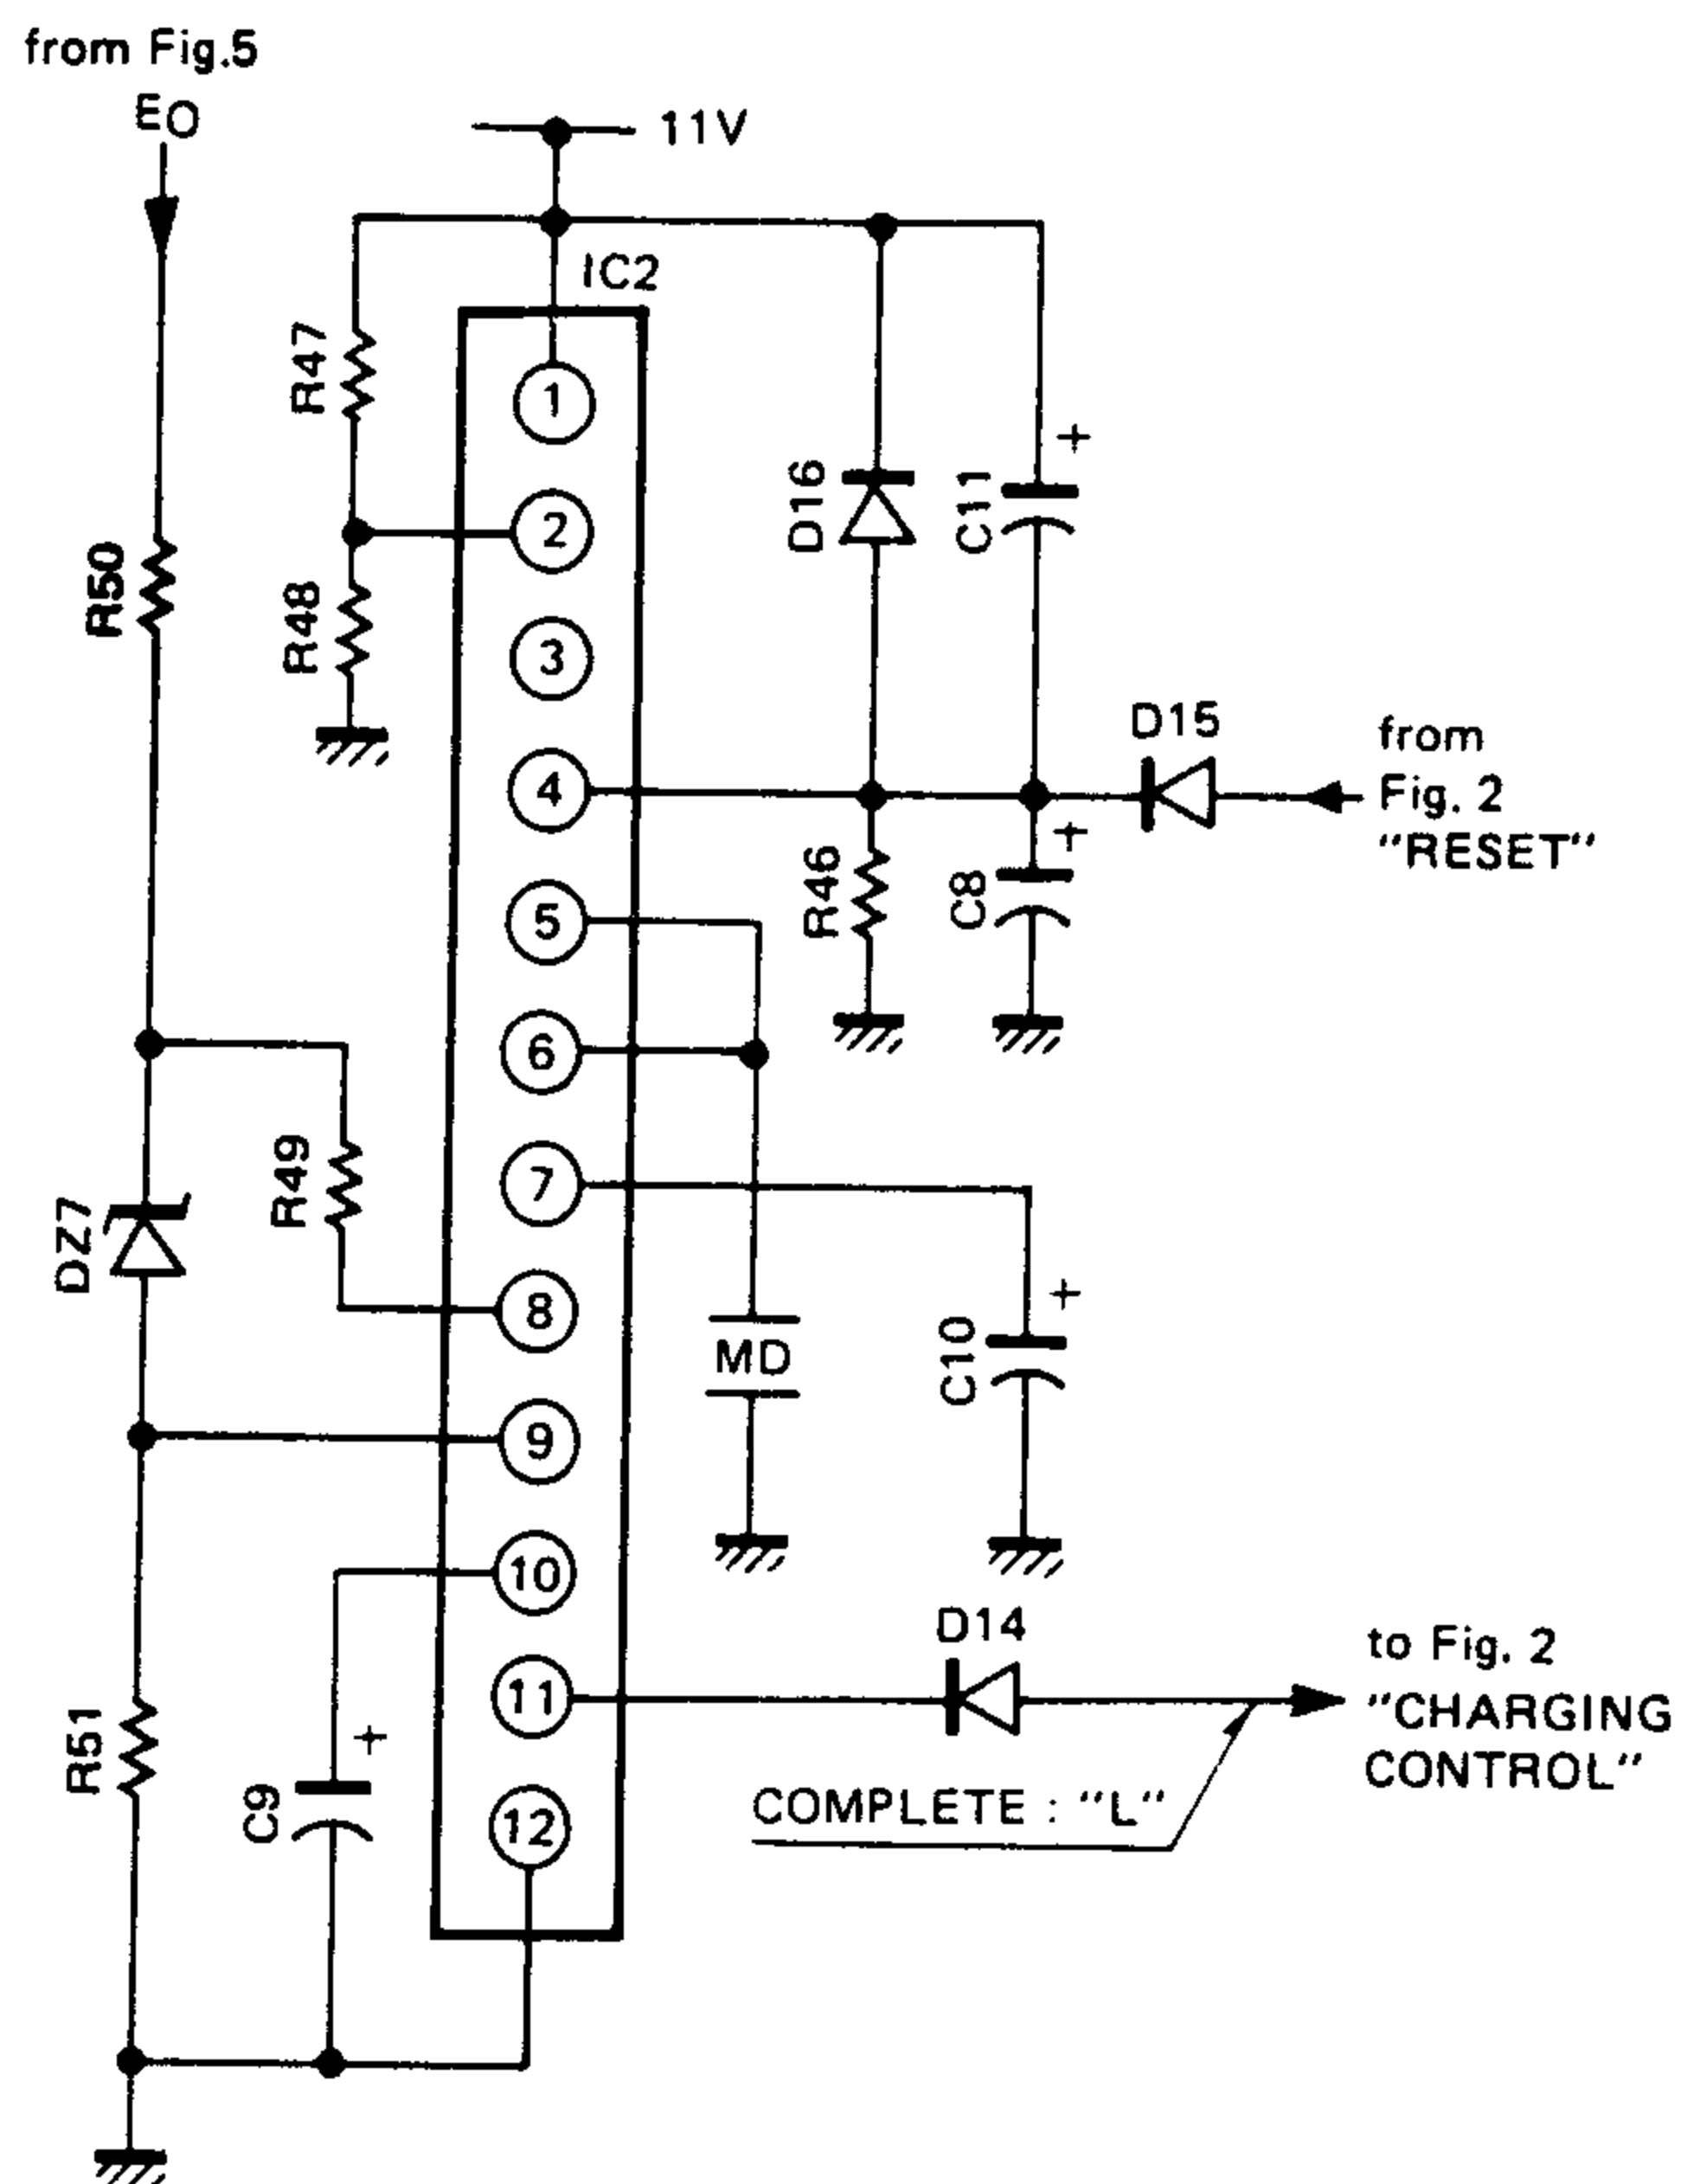 from Fig.5
EO
11V
IC2
R47
1
D16
C11
+
2
R50
R48
3
D15
from
Fig. 2
"RESET"
4
+
R46
C8
5
6
7
R49
DZ7
8
MD
+
C10
9
10
D14
to Fig. 2
"CHARGING
CONTROL"
11
R51
+
C9
COMPLETE : "L"
12